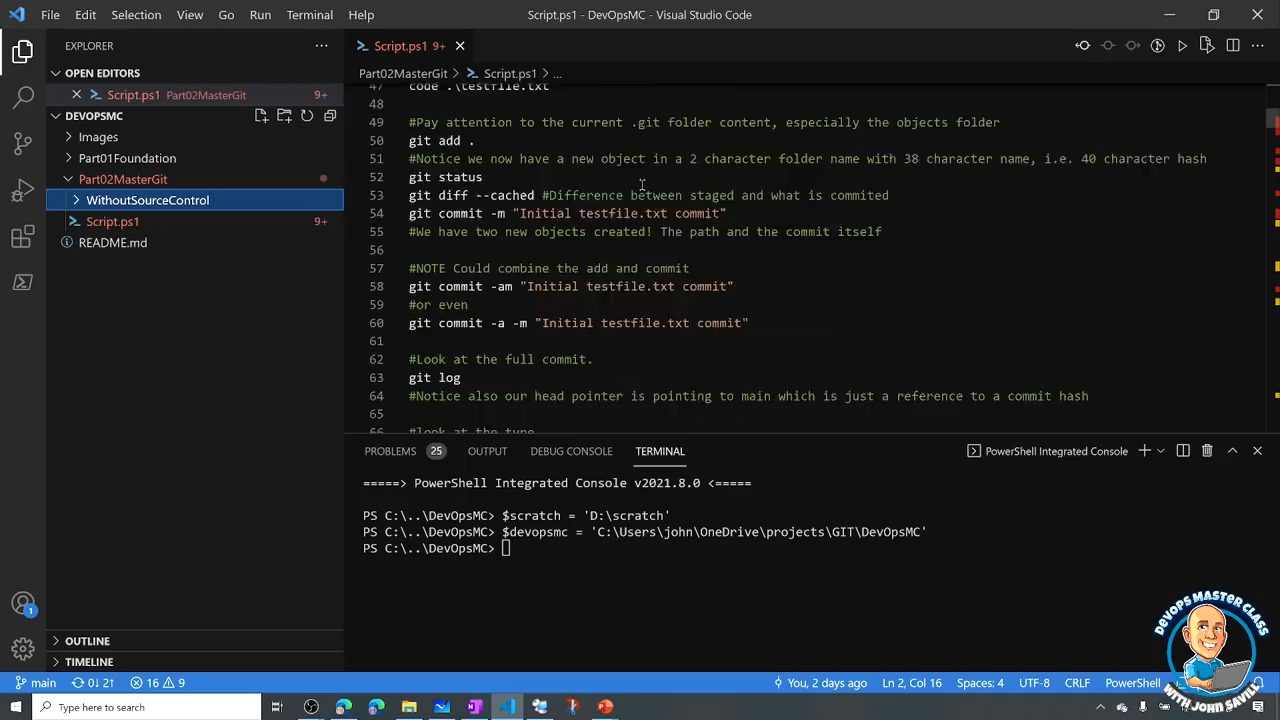 File Edit Selection View Go Run Terminal Help
Script.ps1 - DevOpsMC - Visual Studio Code
EXPLORER
OPEN EDITORS
Script.ps1 Part02MasterGit 9+
DEVOPSMC
Images
Part01Foundation
Part02MasterGit
WithoutSourceControl
Script.ps1 9+
README.md
OUTLINE
TIMELINE
Script.ps1 9+
Part02MasterGit > Script.ps1 > ...
47 code .\testfile.txt
48
49 #Pay attention to the current .git folder content, especially the objects folder
50 git add .
51 #Notice we now have a new object in a 2 character folder name with 38 character name, i.e. 40 character hash
52 git status
53 git diff --cached #Difference between staged and what is commited
54 git commit -m "Initial testfile.txt commit"
55 #We have two new objects created! The path and the commit itself
56
57 #NOTE Could combine the add and commit
58 git commit -am "Initial testfile.txt commit"
59 #or even
60 git commit -a -m "Initial testfile.txt commit"
61
62 #Look at the full commit.
63 git log
64 #Notice also our head pointer is pointing to main which is just a reference to a commit hash
65
66 #look at the type
PROBLEMS 25 OUTPUT DEBUG CONSOLE TERMINAL
PowerShell Integrated Console
=====> PowerShell Integrated Console v2021.8.0 <=====
PS C:\..\DevOpsMC> $scratch = 'D:\scratch'
PS C:\..\DevOpsMC> $devopsmc = 'C:\Users\john\OneDrive\projects\GIT\DevOpsMC'
PS C:\..\DevOpsMC>
DEVOPS MASTER CLASS
WITH JOHN SAVILL
1
main 0↓ 2↑ 16 9
You, 2 days ago Ln 2, Col 16 Spaces: 4 UTF-8 CRLF PowerShell
Type here to search